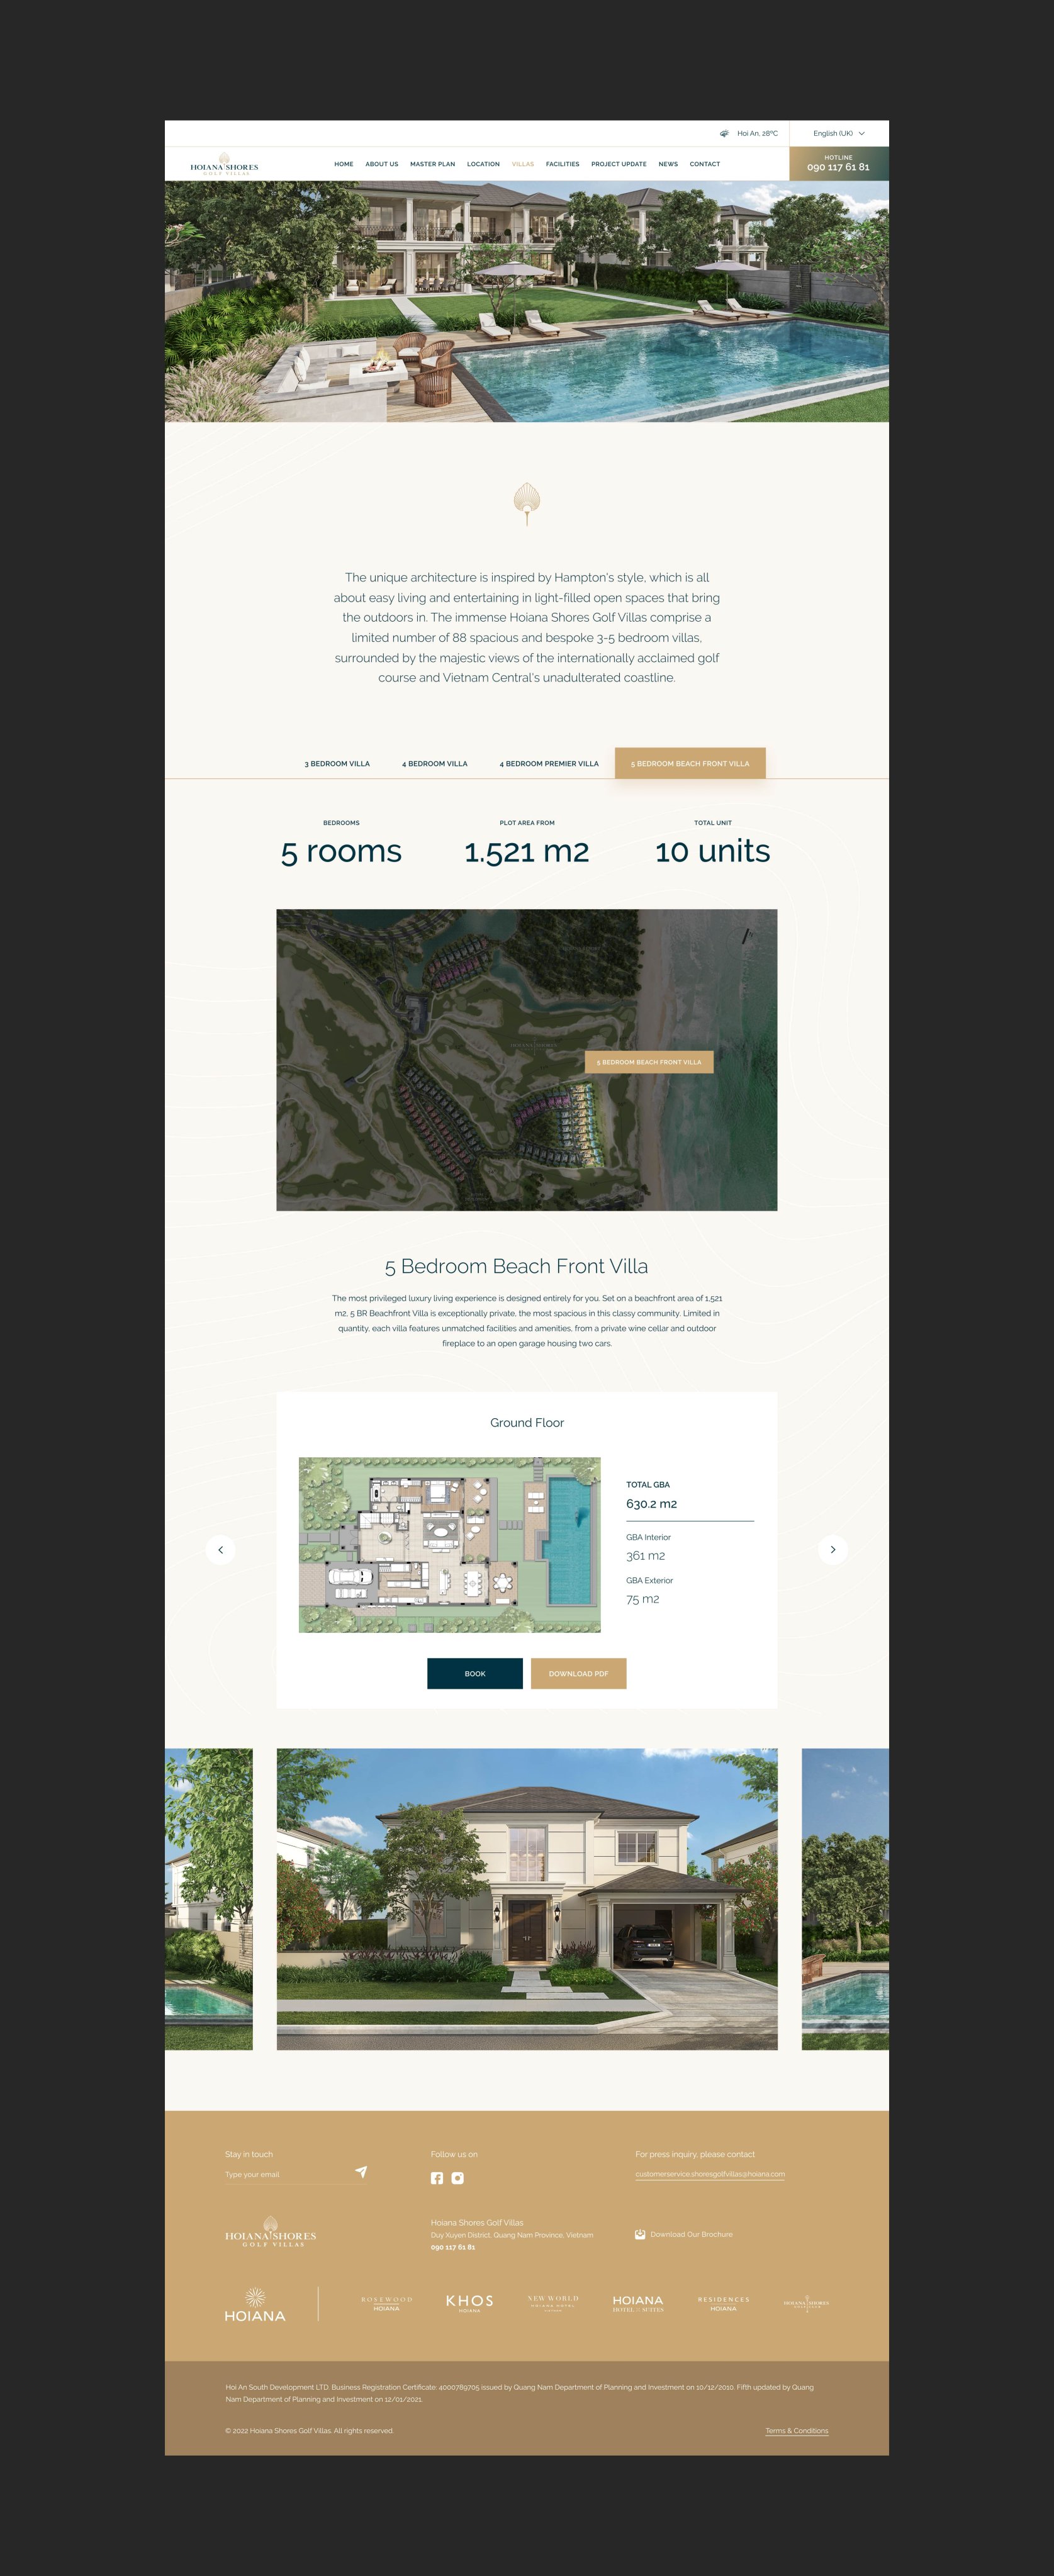 Hoi An, 28ºC
English (UK)
HOIANA SHORES
GOLF VILLAS
HOME
ABOUT US
MASTER PLAN
LOCATION
VILLAS
FACILITIES
PROJECT UPDATE
NEWS
CONTACT
HOTLINE
090 117 61 81
The unique architecture is inspired by Hampton's style, which is all
about easy living and entertaining in light-filled open spaces that bring
the outdoors in. The immense Hoiana Shores Golf Villas comprise a
limited number of 88 spacious and bespoke 3-5 bedroom villas,
surrounded by the majestic views of the internationally acclaimed golf
course and Vietnam Central's unadulterated coastline.
3 BEDROOM VILLA
4 BEDROOM VILLA
4 BEDROOM PREMIER VILLA
5 BEDROOM BEACH FRONT VILLA
BEDROOMS
5 rooms
PLOT AREA FROM
1.521 m2
TOTAL UNIT
10 units
5 BEDROOM BEACH FRONT VILLA
5 Bedroom Beach Front Villa
The most privileged luxury living experience is designed entirely for you. Set on a beachfront area of 1,521
m2, 5 BR Beachfront Villa is exceptionally private, the most spacious in this classy community. Limited in
quantity, each villa features unmatched facilities and amenities, from a private wine cellar and outdoor
fireplace to an open garage housing two cars.
Ground Floor
TOTAL GBA
630.2 m2
GBA Interior
361 m2
GBA Exterior
75 m2
BOOK
DOWNLOAD PDF
Stay in touch
Type your email
Follow us on
For press inquiry, please contact
customerservice.shoresgolfvillas@hoiana.com
HOIANA SHORES
GOLF VILLAS
Hoiana Shores Golf Villas
Duy Xuyen District, Quang Nam Province, Vietnam
090 117 61 81
Download Our Brochure
HOIANA
ROSEWOOD
HOIANA
KHOS
HOIANA
NEW WORLD
HOIANA HOTEL
HOIANA
HOTEL & SUITES
RESIDENCES
HOIANA
HOIANA SHORES
Hoi An South Development LTD. Business Registration Certificate: 4000789705 issued by Quang Nam Department of Planning and Investment on 10/12/2010. Fifth updated by Quang
Nam Department of Planning and Investment on 12/01/2021.
© 2022 Hoiana Shores Golf Villas. All rights reserved.
Terms & Conditions